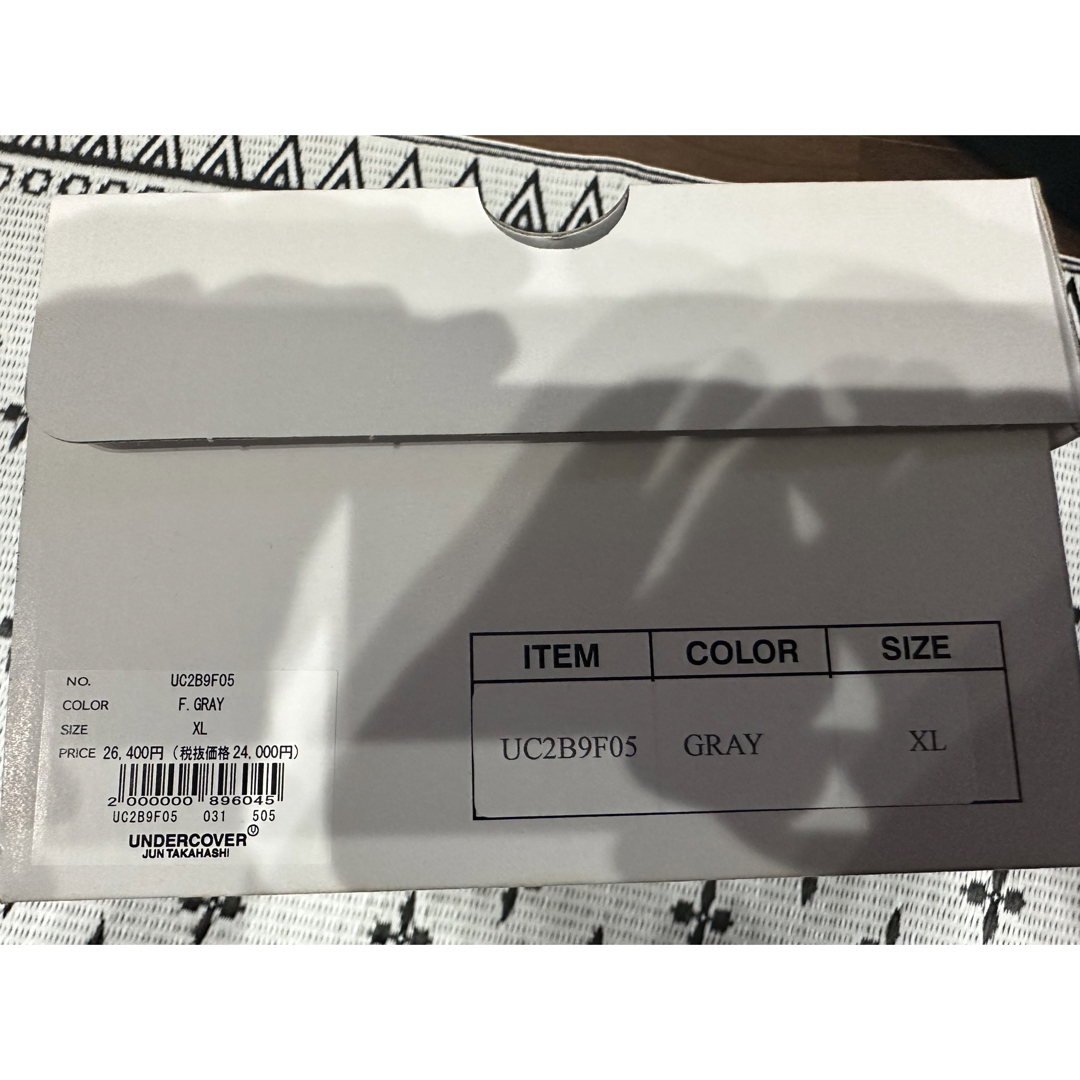 NO. UC2B9F05
COLOR F.GRAY
SIZE XL
PRICE 26,400円 (税抜価格24,000円)
2 000000 896045
UC2B9F05 031 505
UNDERCOVER Ⓤ
JUN TAKAHASHI
ITEM COLOR SIZE
UC2B9F05 GRAY XL